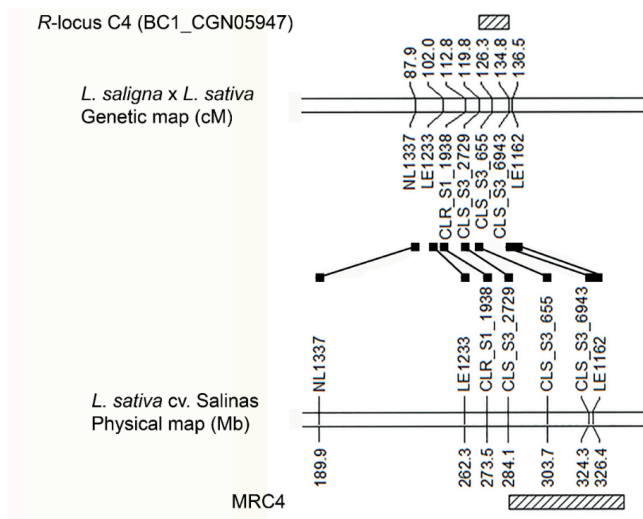 R-locus C4 (BC1_CGN05947)
87.9
102.0
112.8
119.8
126.3
134.8
136.5
L. saligna x L. sativa
Genetic map (cM)
NL1337
LE1233
CLR_S1_1938
CLS_S3_2729
CLS_S3_655
CLS_S3_6943
LE1162
NL1337
LE1233
CLR_S1_1938
CLS_S3_2729
CLS_S3_655
CLS_S3_6943
LE1162
L. sativa cv. Salinas
Physical map (Mb)
189.9
262.3
273.5
284.1
303.7
324.3
326.4
MRC4